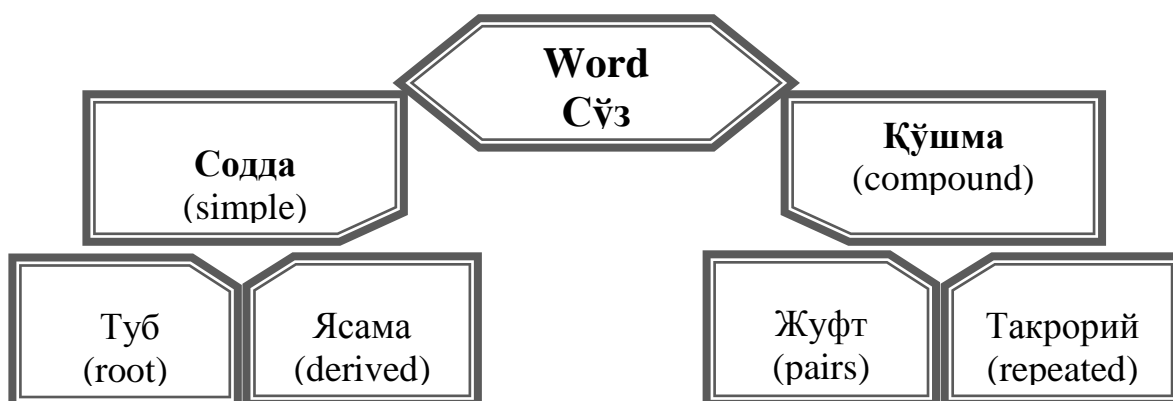 Word
Сўз
Содда
(simple)
Қўшма
(compound)
Туб
(root)
Ясама
(derived)
Жуфт
(pairs)
Такрорий
(repeated)